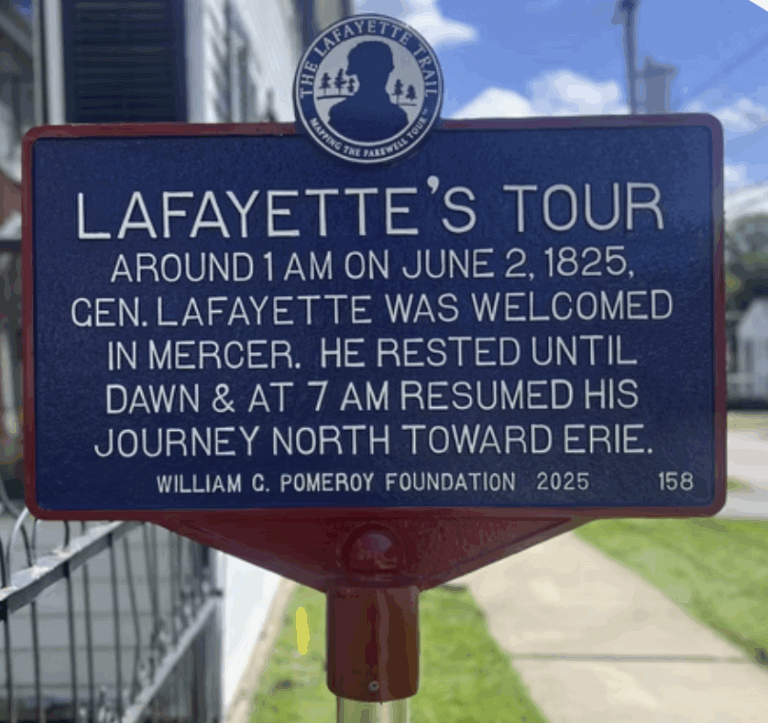 THE LAFAYETTE TRAIL
MAPPING THE FAREWELL TOUR™
LAFAYETTE'S TOUR
AROUND 1 AM ON JUNE 2, 1825,
GEN. LAFAYETTE WAS WELCOMED
IN MERCER. HE RESTED UNTIL
DAWN & AT 7 AM RESUMED HIS
JOURNEY NORTH TOWARD ERIE.
WILLIAM G. POMEROY FOUNDATION 2025 158